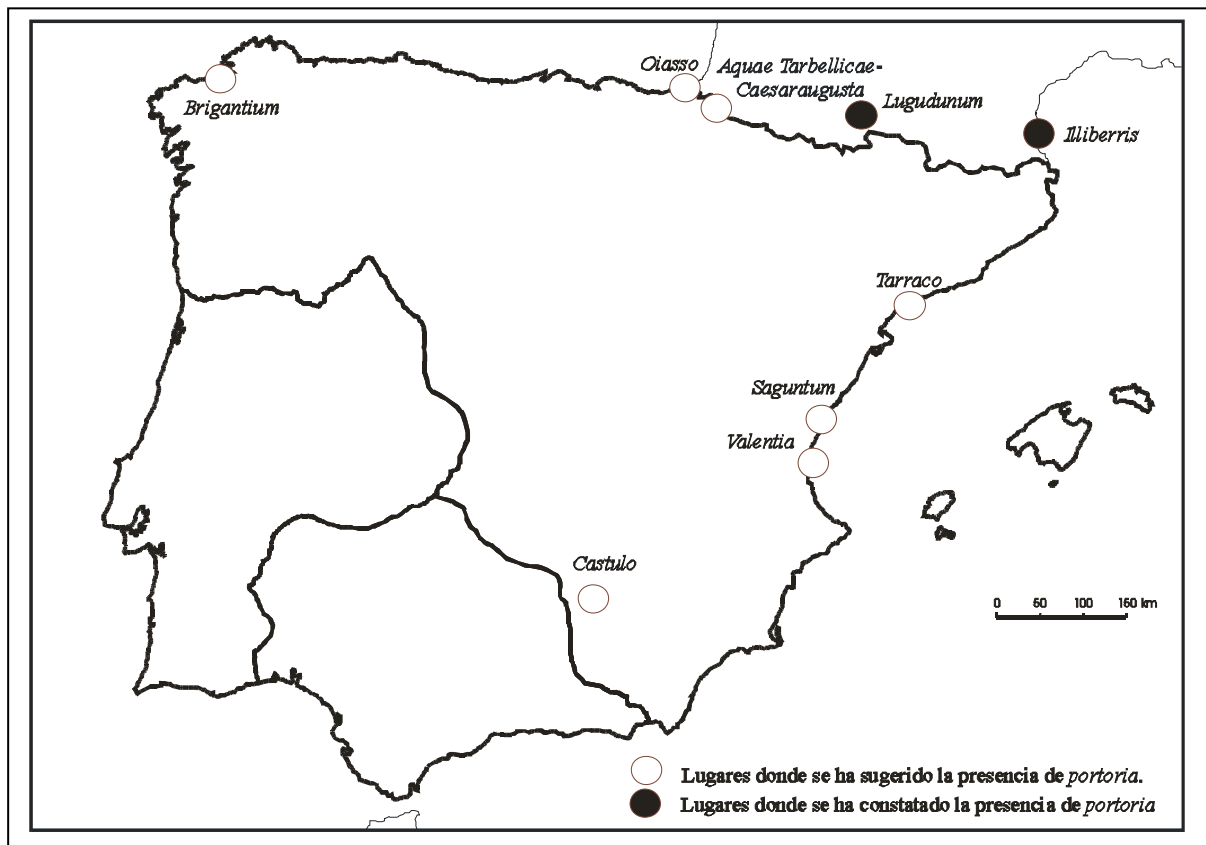 Oiasso
Aquae Tarbellicae-
Caesaraugusta
Lugudunum
Brigantium
Illiberris
Tarraco
Saguntum
Valentia
Castulo
0 50 100 150 km
Lugares donde se ha sugerido la presencia de portoria.
Lugares donde se ha constatado la presencia de portoria